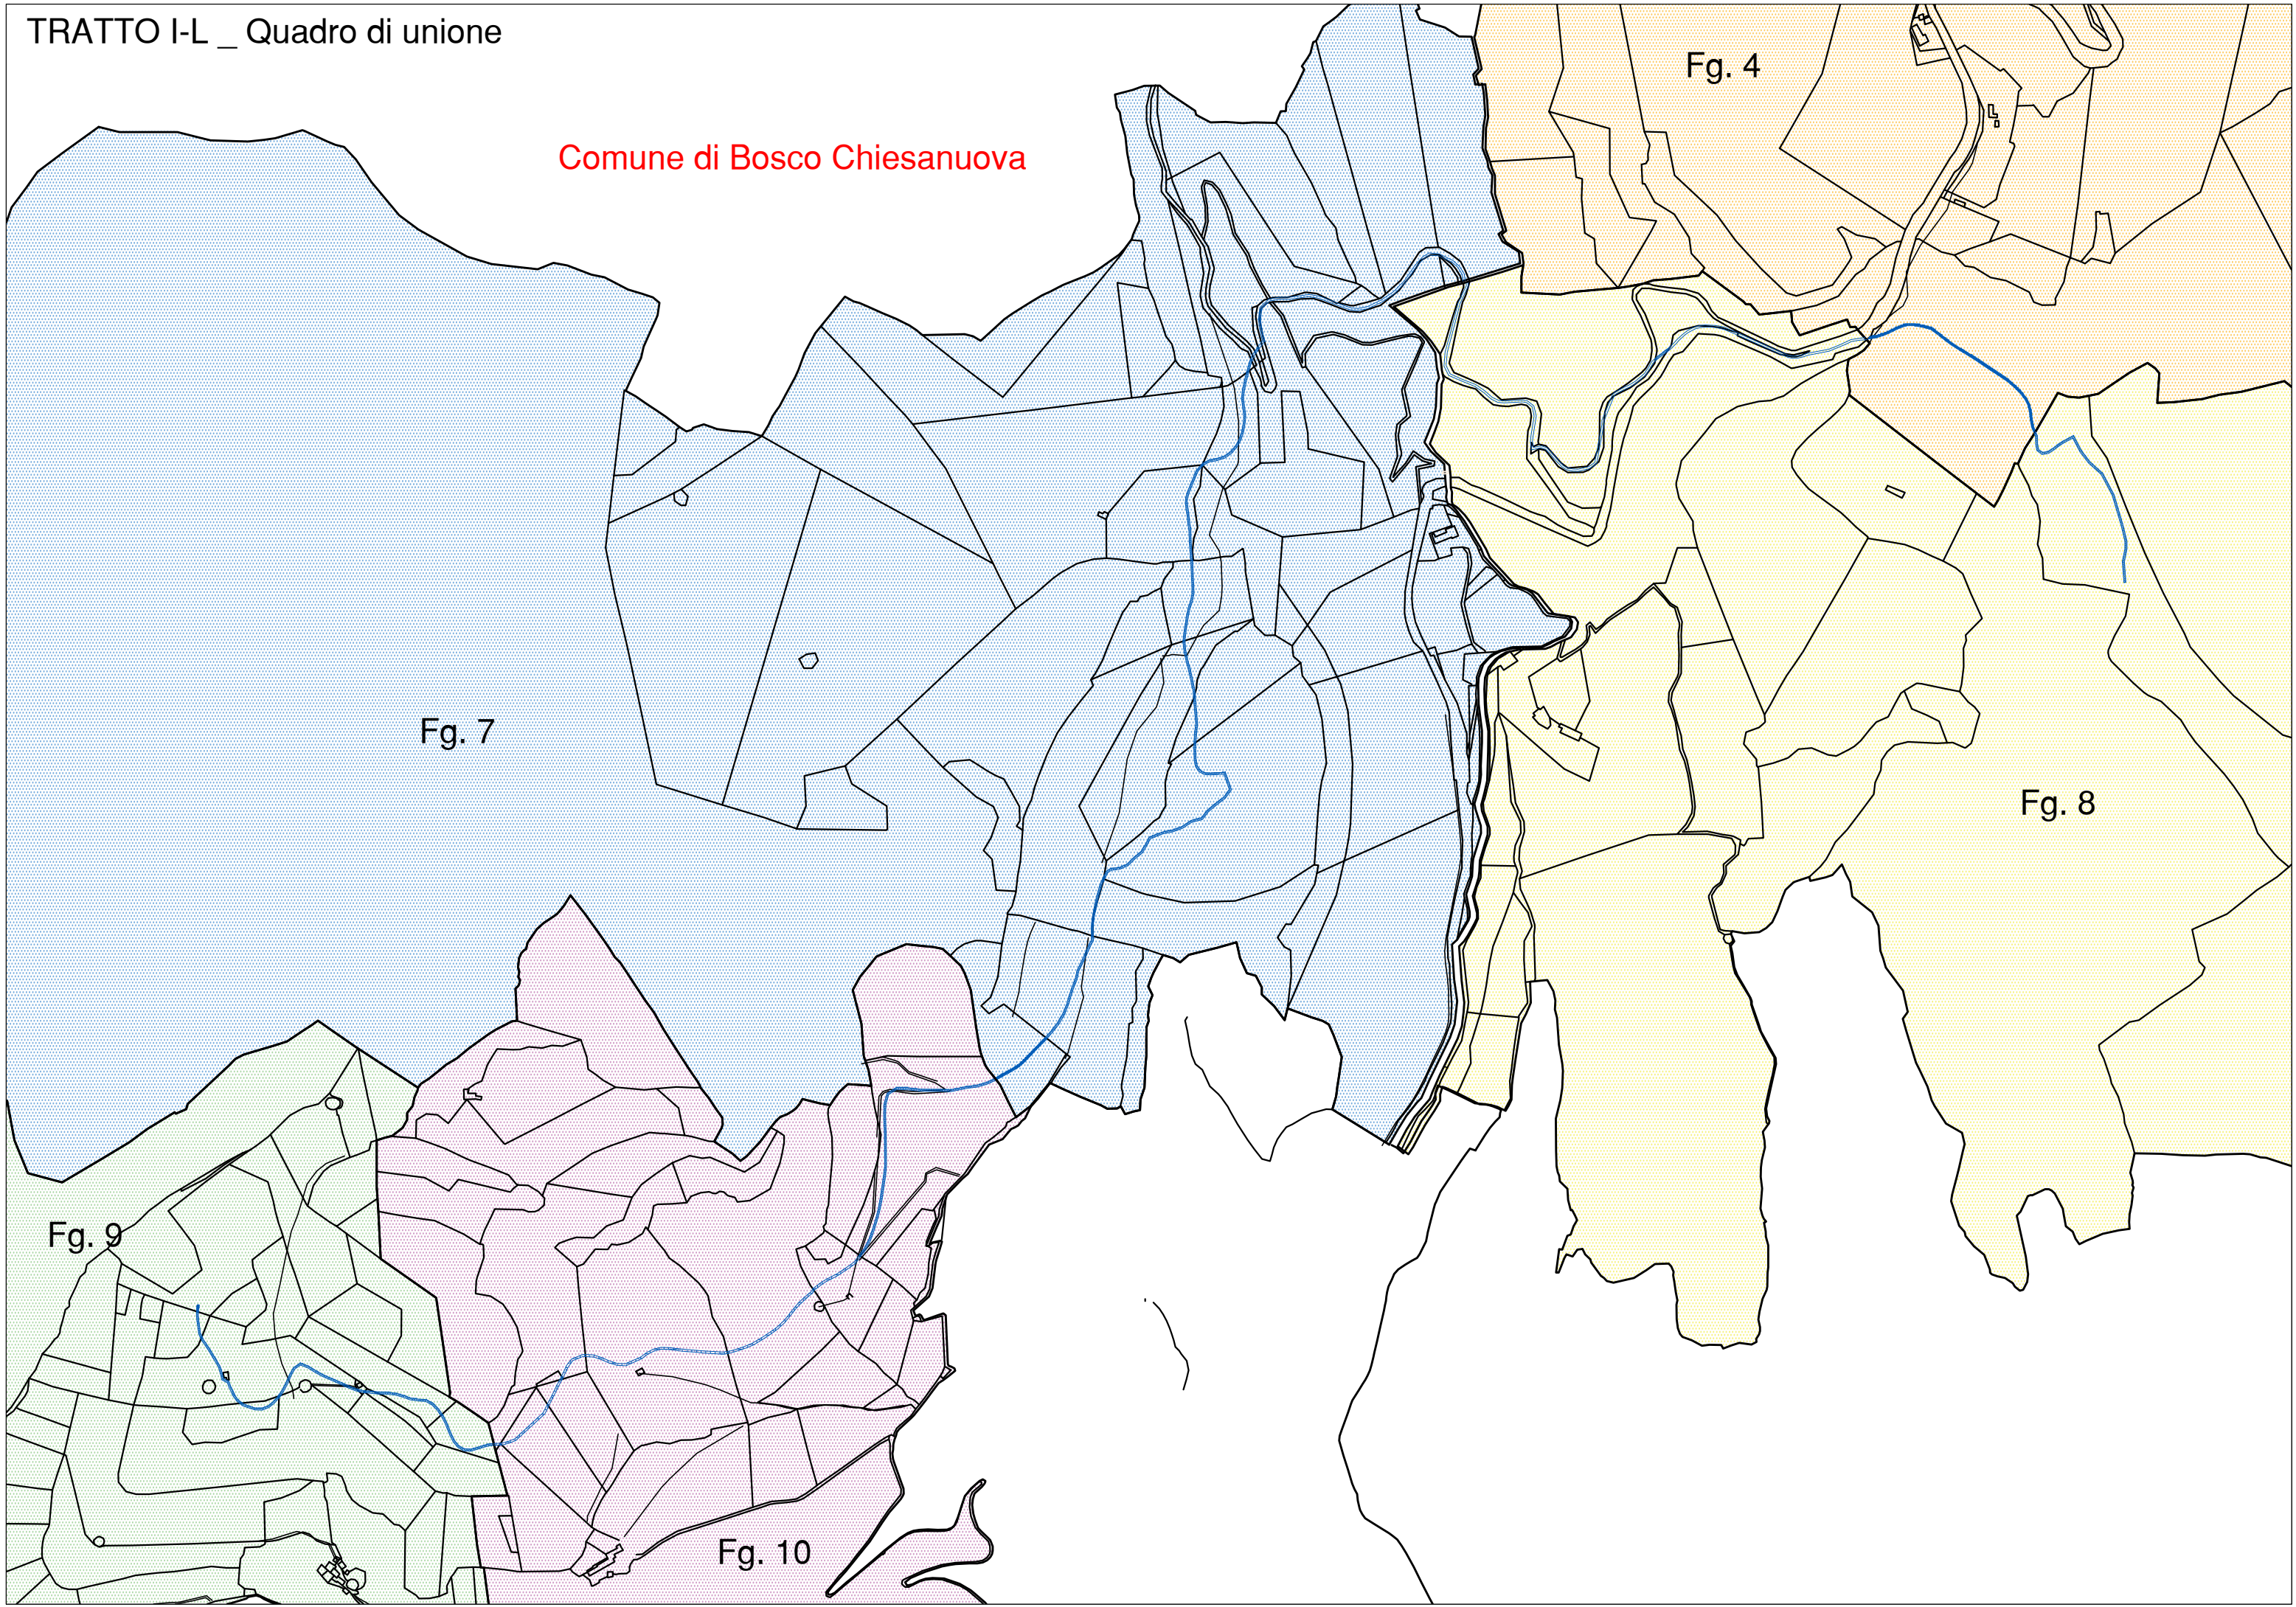 TRATTO I-L _ Quadro di unione
Fg. 4
Comune di Bosco Chiesanuova
Fg. 7
Fg. 8
Fg. 9
Fg. 10